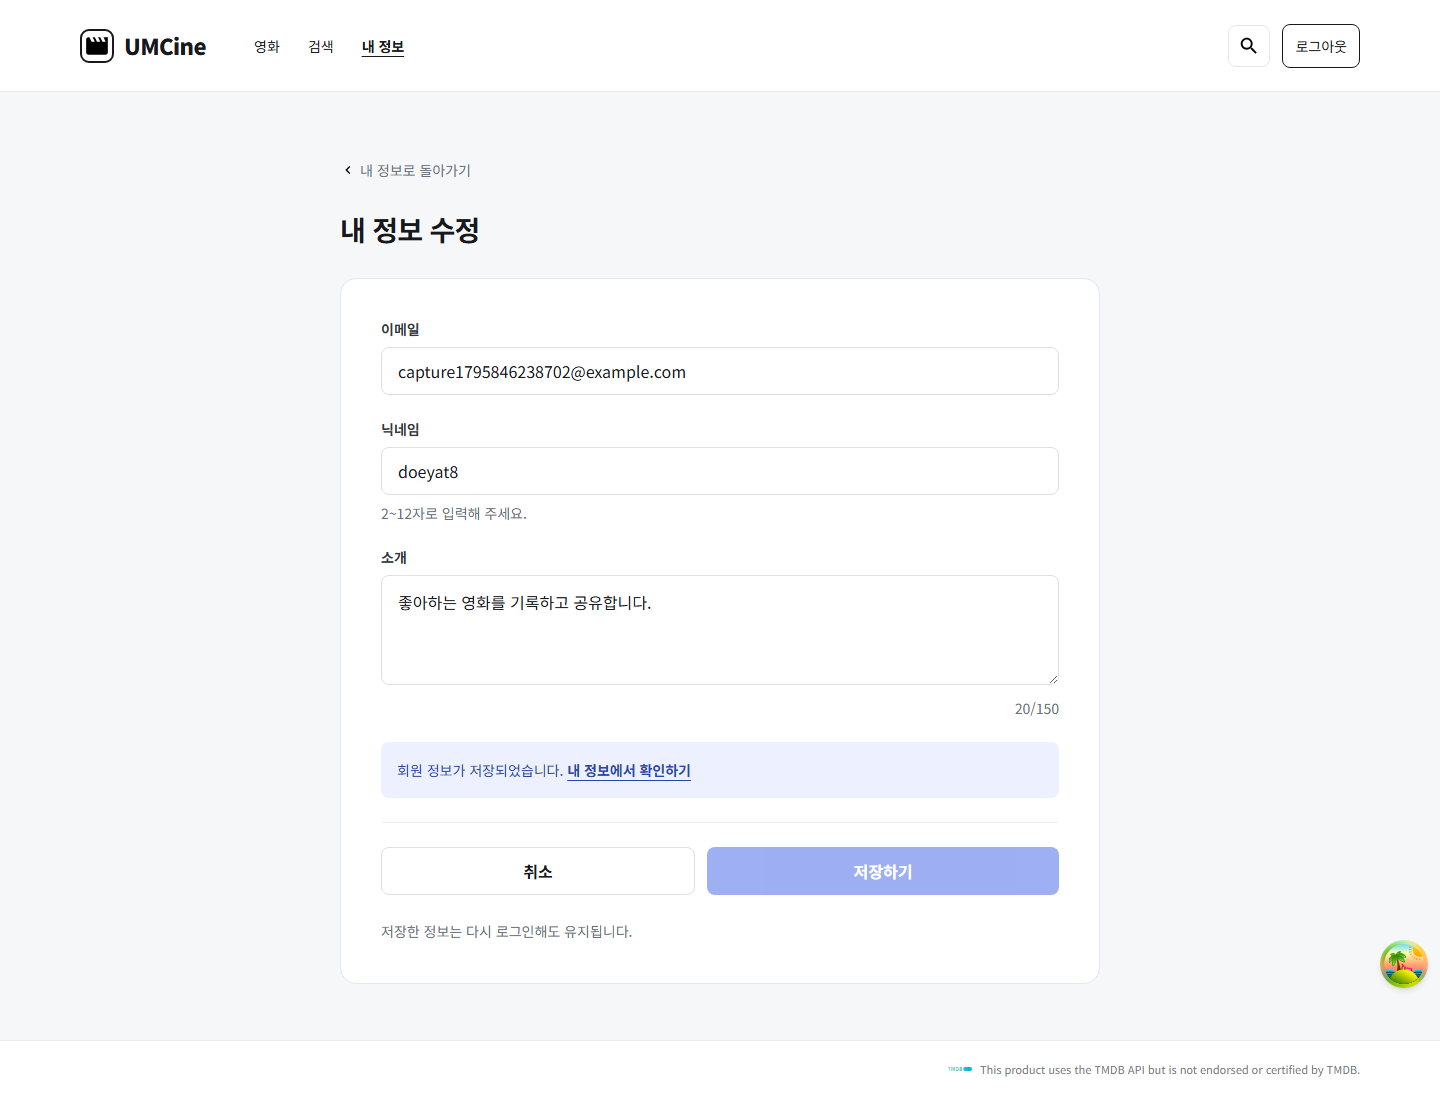 UMCine
영화
검색
내 정보
로그아웃
내 정보로 돌아가기
내 정보 수정
이메일
capture1795846238702@example.com
닉네임
doeyat8
2~12자로 입력해 주세요.
소개
좋아하는 영화를 기록하고 공유합니다.
20/150
회원 정보가 저장되었습니다. 내 정보에서 확인하기
취소
저장하기
저장한 정보는 다시 로그인해도 유지됩니다.
TMDB This product uses the TMDB API but is not endorsed or certified by TMDB.